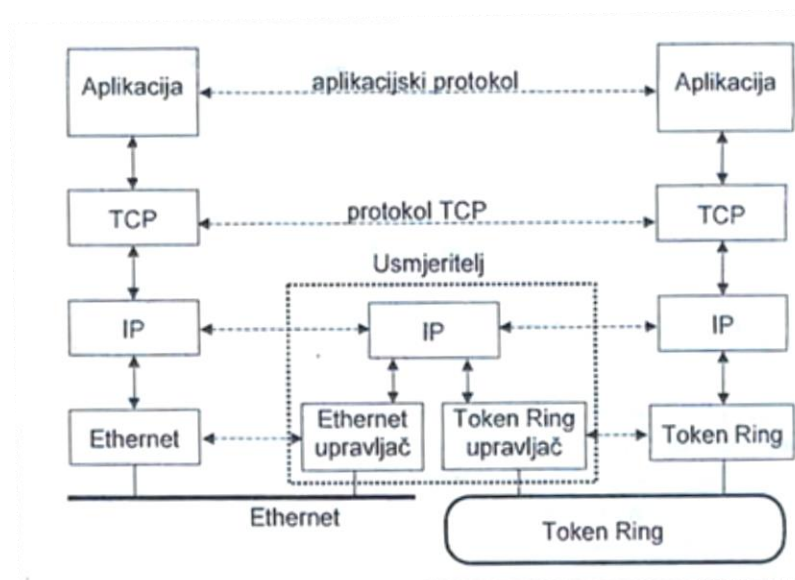 Aplikacija
aplikacijski protokol
Aplikacija
TCP
protokol TCP
TCP
Usmjeritelj
IP
IP
IP
Ethernet
Ethernet
upravljač
Token Ring
upravljač
Token Ring
Ethernet
Token Ring